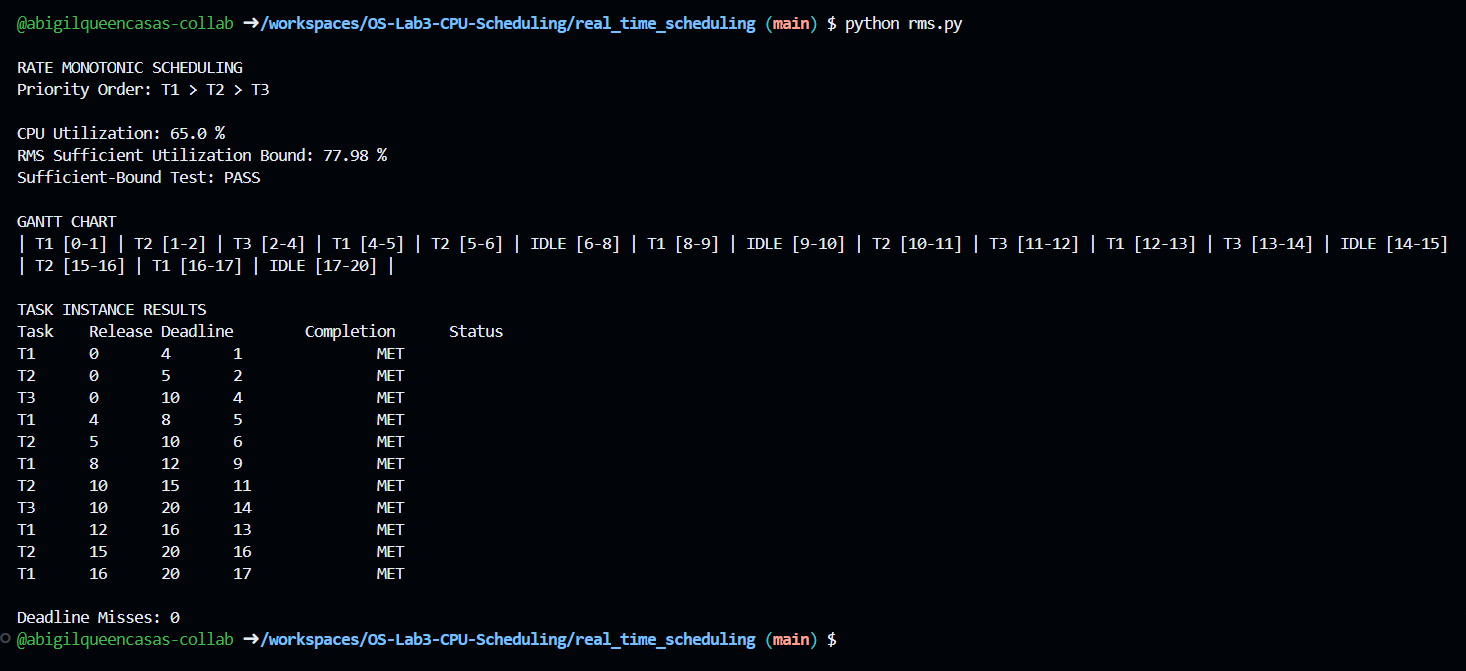 @abigilqueencasas-collab ➜/workspaces/OS-Lab3-CPU-Scheduling/real_time_scheduling (main) $ python rms.py
RATE MONOTONIC SCHEDULING
Priority Order: T1 > T2 > T3
CPU Utilization: 65.0 %
RMS Sufficient Utilization Bound: 77.98 %
Sufficient-Bound Test: PASS
GANTT CHART
| T1 [0-1] | T2 [1-2] | T3 [2-4] | T1 [4-5] | T2 [5-6] | IDLE [6-8] | T1 [8-9] | IDLE [9-10] | T2 [10-11] | T3 [11-12] | T1 [12-13] | T3 [13-14] | IDLE [14-15]
| T2 [15-16] | T1 [16-17] | IDLE [17-20] |
TASK INSTANCE RESULTS
Task Release Deadline Completion Status
T1 0 4 1 MET
T2 0 5 2 MET
T3 0 10 4 MET
T1 4 8 5 MET
T2 5 10 6 MET
T1 8 12 9 MET
T2 10 15 11 MET
T3 10 20 14 MET
T1 12 16 13 MET
T2 15 20 16 MET
T1 16 20 17 MET
Deadline Misses: 0
@abigilqueencasas-collab ➜/workspaces/OS-Lab3-CPU-Scheduling/real_time_scheduling (main) $